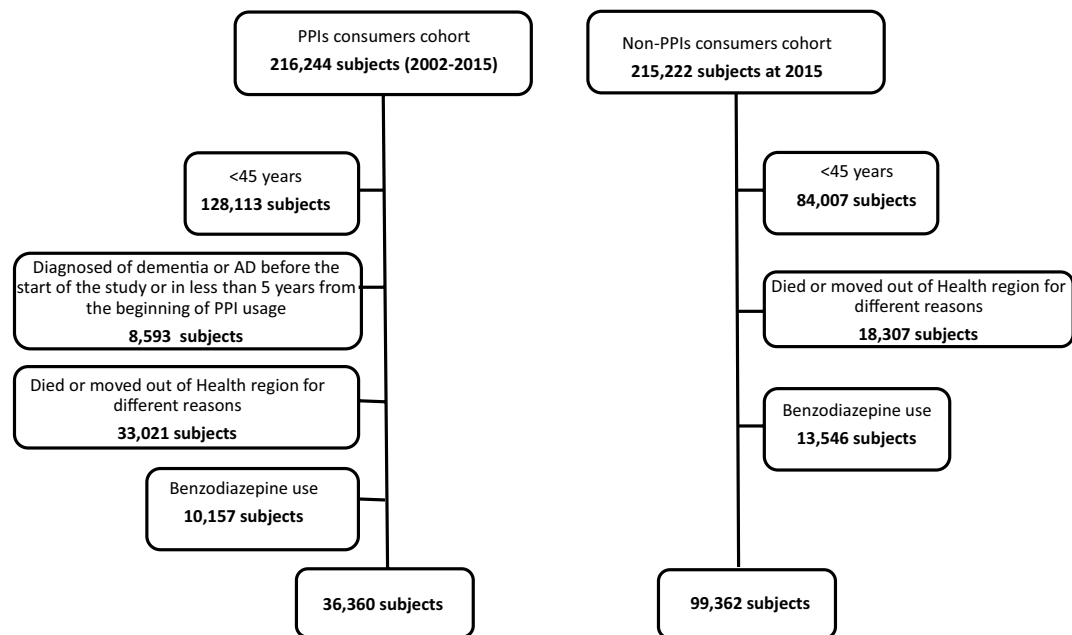 PPIs consumers cohort
216,244 subjects (2002-2015)
<45 years
128,113 subjects
Diagnosed of dementia or AD before the
start of the study or in less than 5 years from
the beginning of PPI usage
8,593 subjects
Died or moved out of Health region for
different reasons
33,021 subjects
Benzodiazepine use
10,157 subjects
36,360 subjects
Non-PPIs consumers cohort
215,222 subjects at 2015
<45 years
84,007 subjects
Died or moved out of Health region for
different reasons
18,307 subjects
Benzodiazepine use
13,546 subjects
99,362 subjects